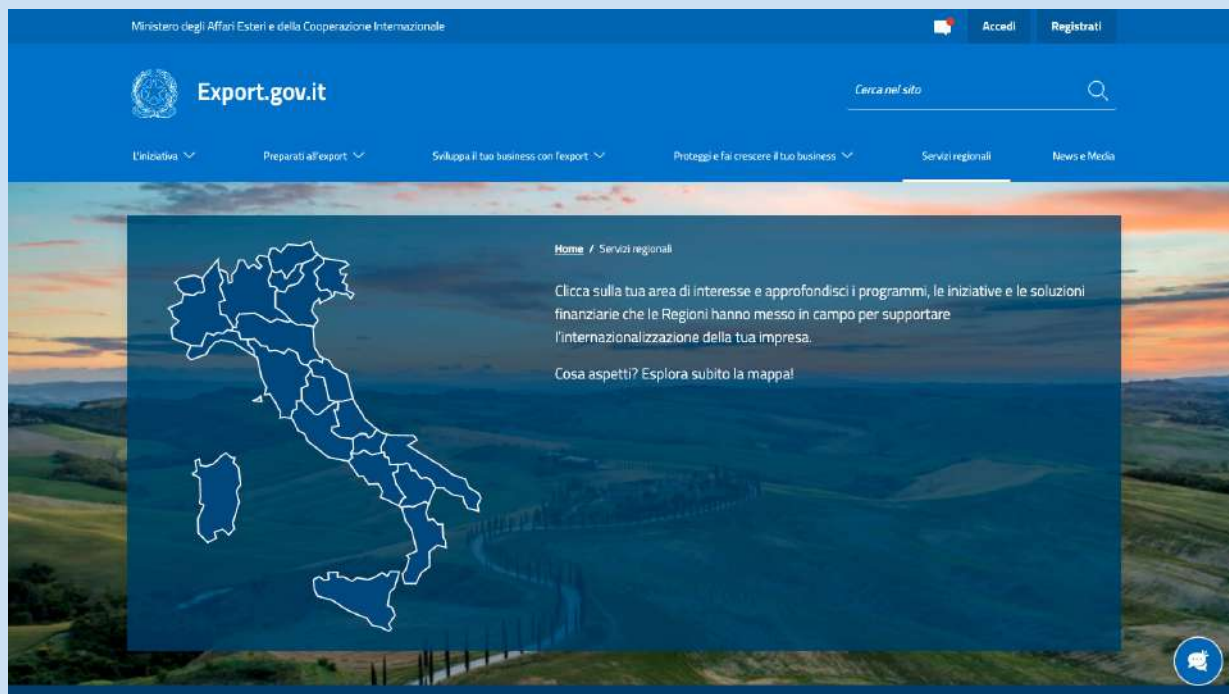 Ministero degli Affari Esteri e della Cooperazione Internazionale
Accedi
Registrati
Export.gov.it
Cerca nel sito
L'iniziativa
Preparati all'export
Sviluppa il tuo business con l'export
Proteggi e fai crescere il tuo business
Servizi regionali
News e Media
Home / Servizi regionali
Clicca sulla tua area di interesse e approfondisci i programmi, le iniziative e le soluzioni
finanziarie che le Regioni hanno messo in campo per supportare
l'internazionalizzazione della tua impresa.
Cosa aspetti? Esplora subito la mappa!